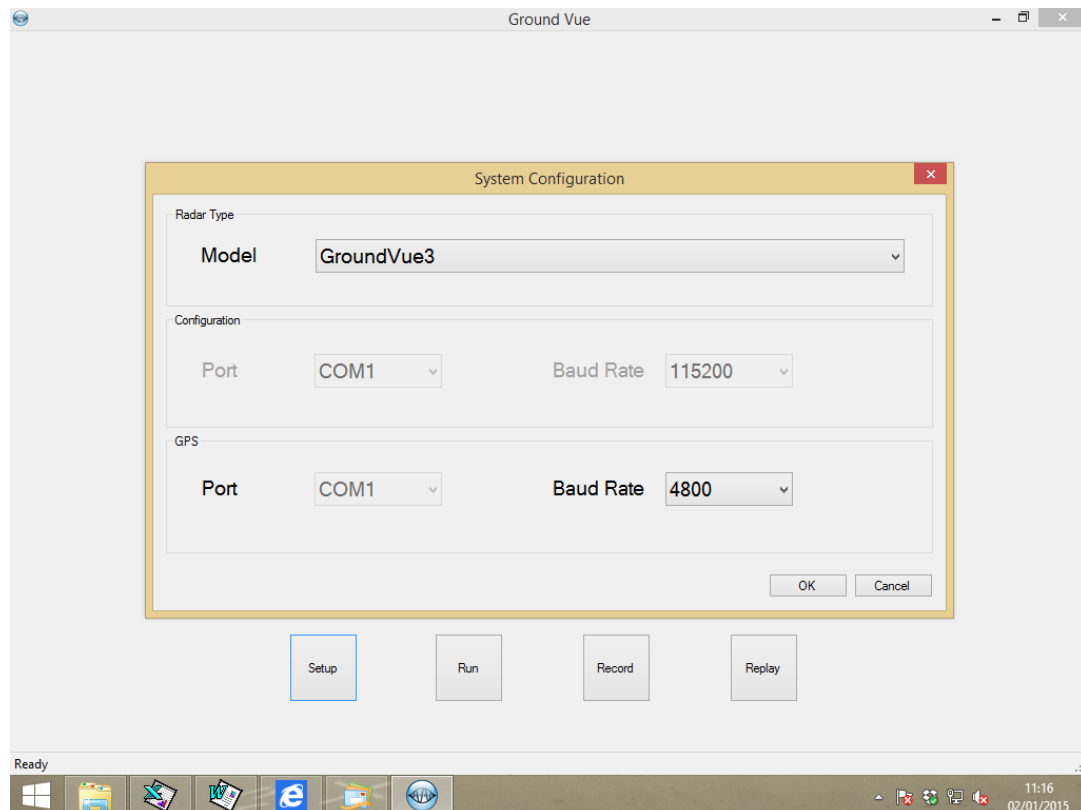 Ground Vue
System Configuration
Radar Type
Model GroundVue3
Configuration
Port COM1 Baud Rate 115200
GPS
Port COM1 Baud Rate 4800
OK Cancel
Setup Run Record Replay
Ready
11:16
02/01/2015